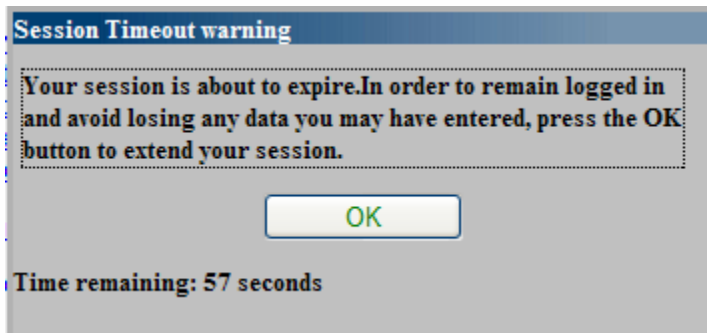 Session Timeout warning
Your session is about to expire.In order to remain logged in
and avoid losing any data you may have entered, press the OK
button to extend your session.
OK
Time remaining: 57 seconds